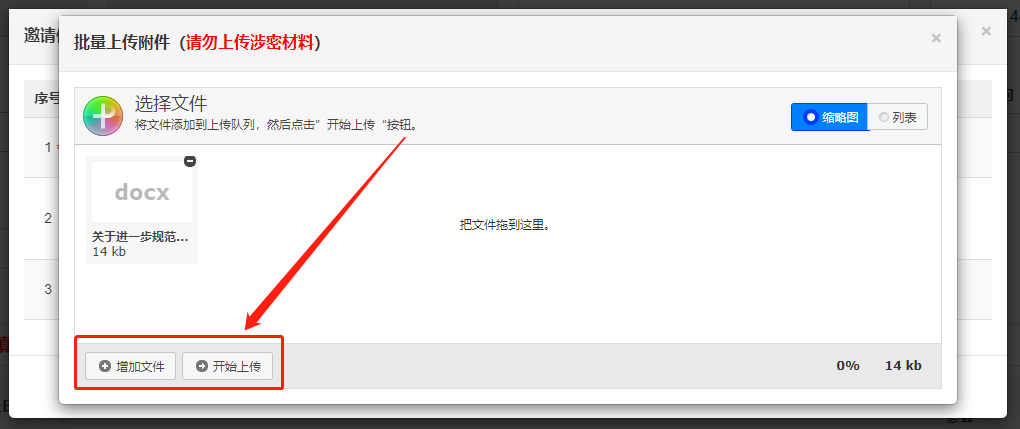 邀请
批量上传附件（请勿上传涉密材料）
×
×
序号
选择文件
将文件添加到上传队列，然后点击”开始上传“按钮。
缩略图
列表
1 *
docx
关于进一步规范...
14 kb
把文件拖到这里。
2
3
增加文件
开始上传
0%
14 kb